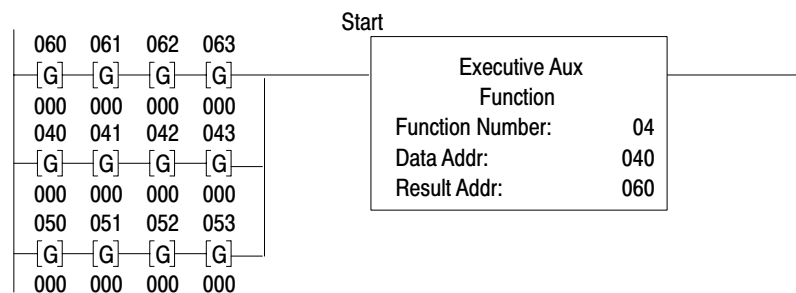 Start
060 061 062 063
[G] [G] [G] [G]
000 000 000 000
040 041 042 043
[G] [G] [G] [G]
000 000 000 000
050 051 052 053
[G] [G] [G] [G]
000 000 000 000
Executive Aux
Function
Function Number: 04
Data Addr: 040
Result Addr: 060